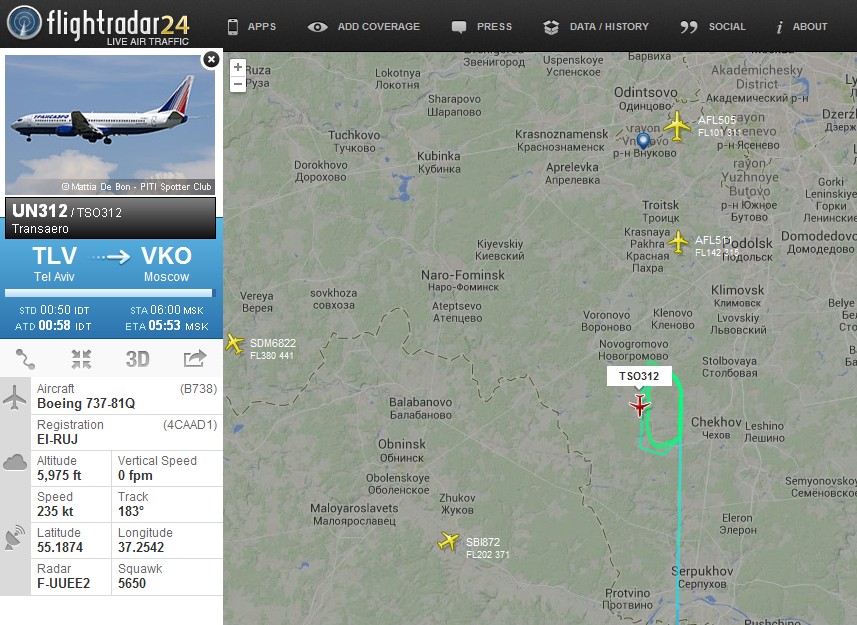 flightradar24
LIVE AIR TRAFFIC
APPS
ADD COVERAGE
PRESS
DATA / HISTORY
SOCIAL
ABOUT
© Mattia De Bon - PITI Spotter Club
UN312 / TSO312
Transaero
TLV
VKO
Tel Aviv
Moscow
STD 00:50 IDT
STA 06:00 MSK
ATD 00:58 IDT
ETA 05:53 MSK
3D
Aircraft
(B738)
Boeing 737-81Q
Registration
(4CAAD1)
EI-RUJ
Altitude
Vertical Speed
5,975 ft
0 fpm
Speed
Track
235 kt
183°
Latitude
Longitude
55.1874
37.2542
Radar
Squawk
F-UUEE2
5650
+
−
Ruza
Руза
Lokotnya
Локотня
Звенигород
Uspenskoye
Успенское
Барвиха
Sharapovo
Шарапово
Odintsovo
Одинцово
Akademichesky
District
Академический р-н
Tuchkovo
Тучково
Kubinka
Кубинка
Krasnoznamensk
Краснознаменск
р-н Внуково
AFL505
FL101 311
р-н Ясенево
Dorokhovo
Дорохово
Aprelevka
Апрелевка
rayon
Yuzhnoye
Butovo
р-н Южное
Бутово
Gorki
Leninskiye
Горки
Ленинские
Troitsk
Троицк
Krasnaya
Pakhra
Красная
Пахра
Podolsk
Подольск
Domodedovo
Домодедово
Kiyevskiy
Киевский
Naro-Fominsk
Наро-Фоминск
Klimovsk
Климовск
Vereya
Верея
sovkhoza
совхоза
Ateptsevo
Атепцево
Voronovo
Вороново
Klenovo
Кленово
Lvovskiy
Львовский
SDM6822
FL380 441
Novogromovo
Новогромово
Stolbovaya
Столбовая
TSO312
Balabanovo
Балабаново
Chekhov
Чехов
Leshino
Лешино
Obninsk
Обнинск
Obolenskoye
Оболенское
Semyonovskoye
Семёновское
Zhukov
Жуков
Maloyaroslavets
Малоярославец
Eleron
Элерон
SBI872
FL202 371
Serpukhov
Серпухов
Protvino
Протвино
Pushchino